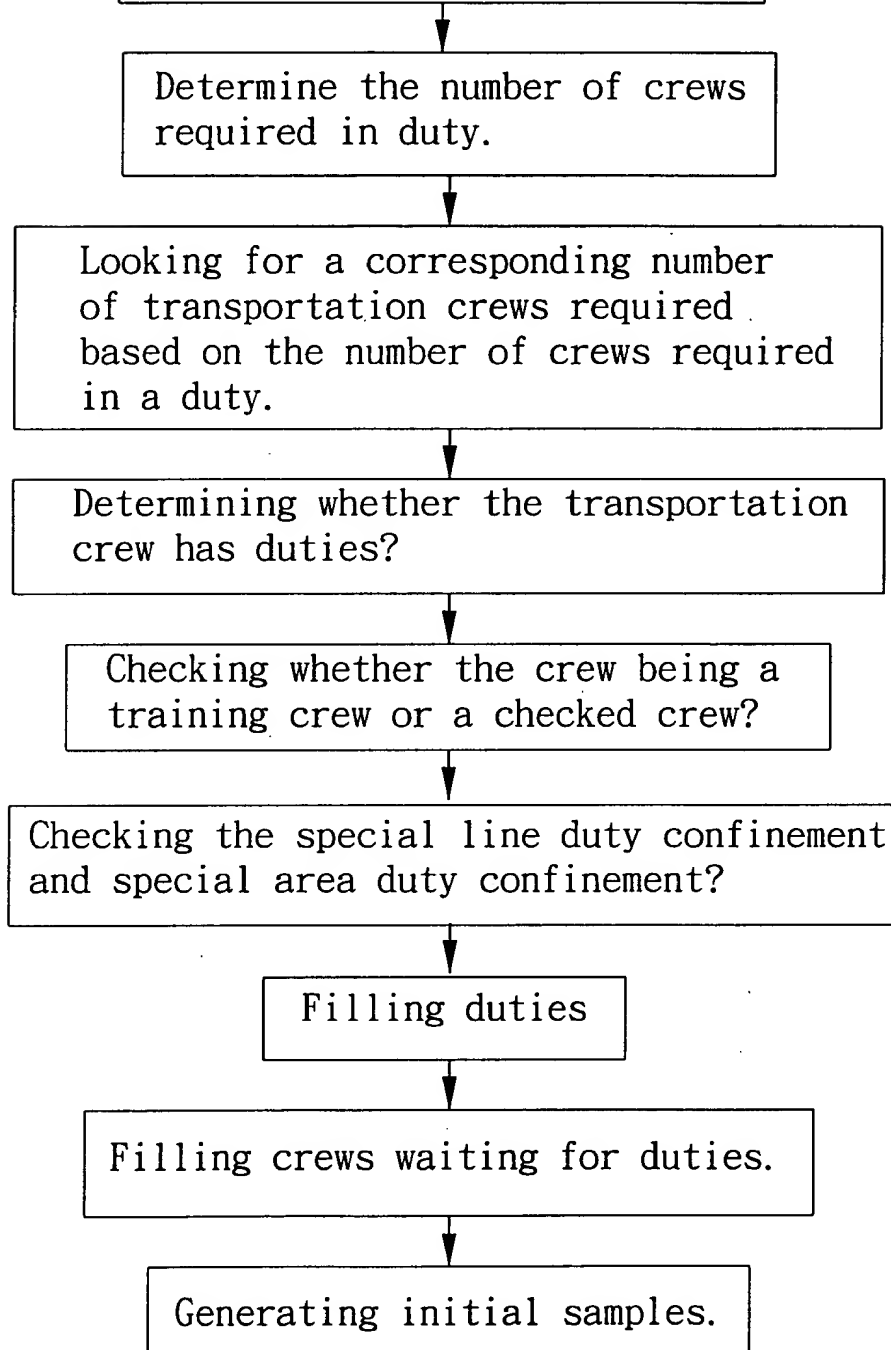 Determine the number of crews
required in duty.
Looking for a corresponding number
of transportation crews required
based on the number of crews required
in a duty.
Determining whether the transportation
crew has duties?
Checking whether the crew being a
training crew or a checked crew?
Checking the special line duty confinement
and special area duty confinement?
Filling duties
Filling crews waiting for duties.
Generating initial samples.